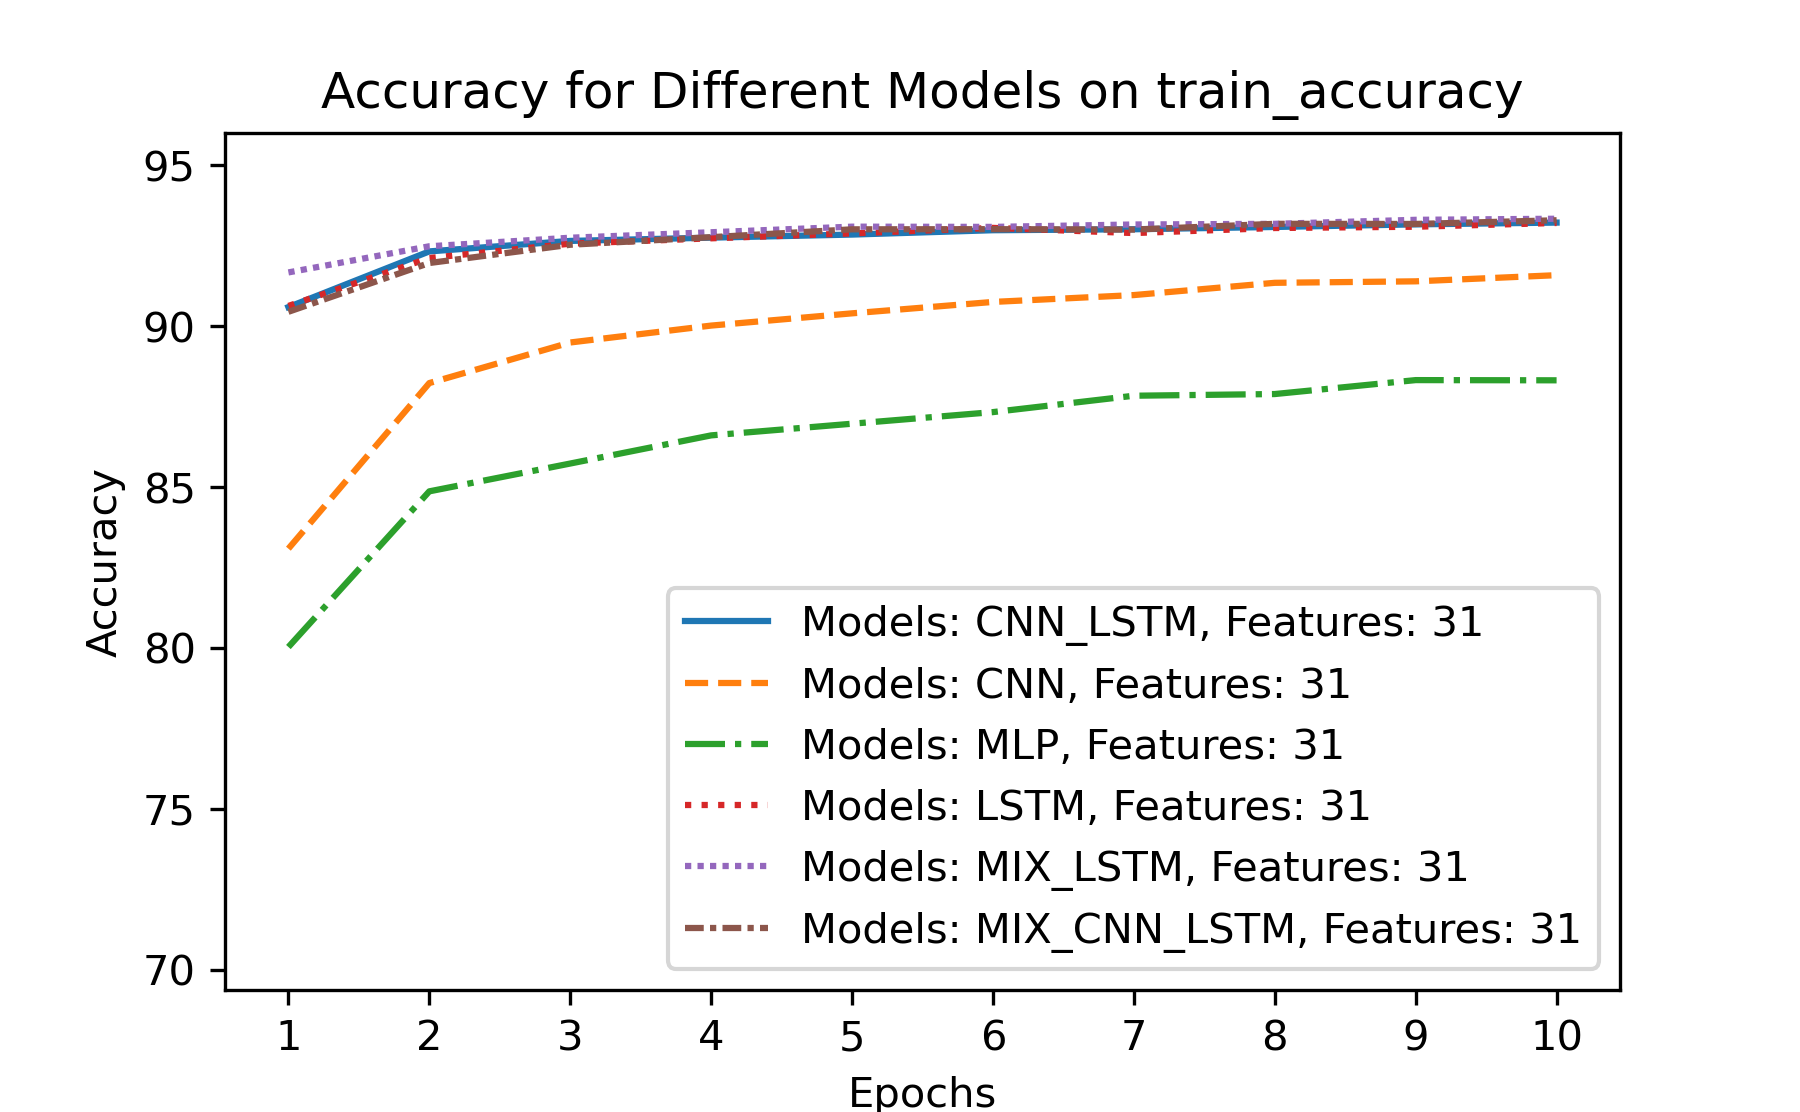 Accuracy for Different Models on train_accuracy
95
90
85
80
75
70
Accuracy
Models: CNN_LSTM, Features: 31
Models: CNN, Features: 31
Models: MLP, Features: 31
Models: LSTM, Features: 31
Models: MIX_LSTM, Features: 31
Models: MIX_CNN_LSTM, Features: 31
1 2 3 4 5 6 7 8 9 10
Epochs